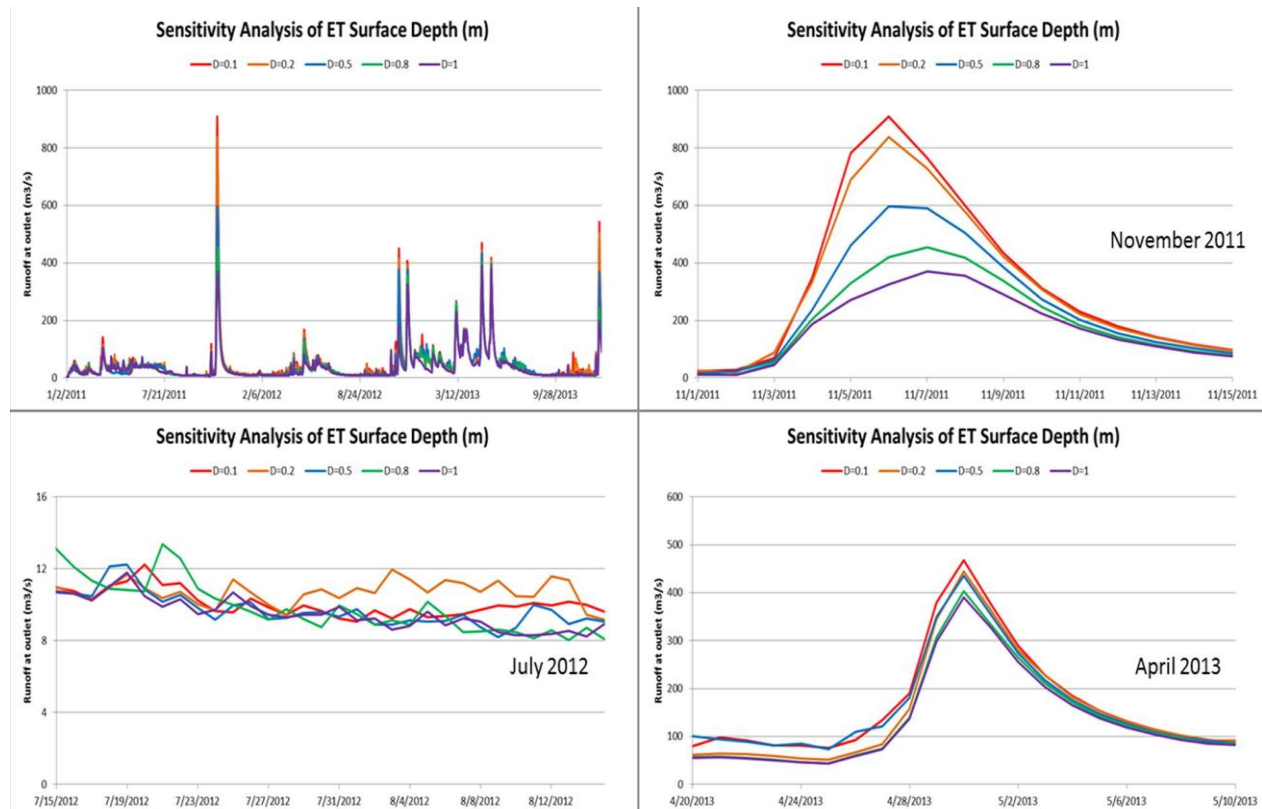 Sensitivity Analysis of ET Surface Depth (m)
D=0.1 D=0.2 D=0.5 D=0.8 D=1
Runoff at outlet (m3/s)
1000
800
600
400
200
0
1/2/2011 7/21/2011 2/6/2012 8/24/2012 3/12/2013 9/28/2013
Sensitivity Analysis of ET Surface Depth (m)
D=0.1 D=0.2 D=0.5 D=0.8 D=1
Runoff at outlet (m3/s)
1000
800
600
400
200
0
November 2011
11/1/2011 11/3/2011 11/5/2011 11/7/2011 11/9/2011 11/11/2011 11/13/2011 11/15/2011
Sensitivity Analysis of ET Surface Depth (m)
D=0.1 D=0.2 D=0.5 D=0.8 D=1
Runoff at outlet (m3/s)
16
12
8
4
0
July 2012
7/15/2012 7/19/2012 7/23/2012 7/27/2012 7/31/2012 8/4/2012 8/8/2012 8/12/2012
Sensitivity Analysis of ET Surface Depth (m)
D=0.1 D=0.2 D=0.5 D=0.8 D=1
Runoff at outlet (m3/s)
600
500
400
300
200
100
0
April 2013
4/20/2013 4/24/2013 4/28/2013 5/2/2013 5/6/2013 5/10/2013